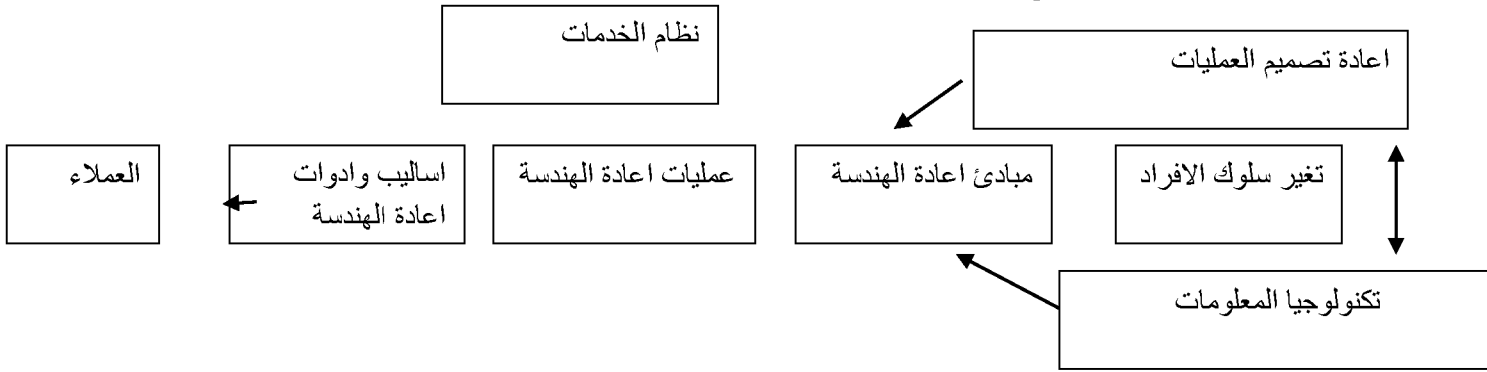 نظام الخدمات
اعادة تصميم العمليات
تغير سلوك الافراد
مبادئ اعادة الهندسة
عمليات اعادة الهندسة
اساليب وادوات
اعادة الهندسة
العملاء
تكنولوجيا المعلومات